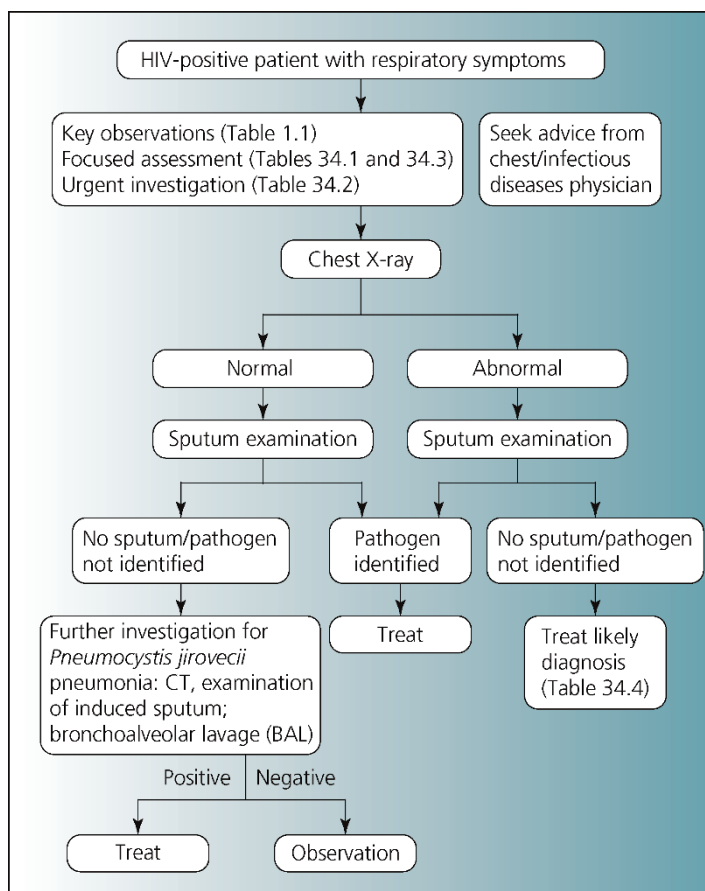 HIV-positive patient with respiratory symptoms
Key observations (Table 1.1)
Focused assessment (Tables 34.1 and 34.3)
Urgent investigation (Table 34.2)
Seek advice from
chest/infectious
diseases physician
Chest X-ray
Normal
Abnormal
Sputum examination
Sputum examination
No sputum/pathogen
not identified
Pathogen
identified
No sputum/pathogen
not identified
Further investigation for
Pneumocystis jirovecii
pneumonia: CT, examination
of induced sputum;
bronchoalveolar lavage (BAL)
Treat
Treat likely
diagnosis
(Table 34.4)
Positive
Negative
Treat
Observation